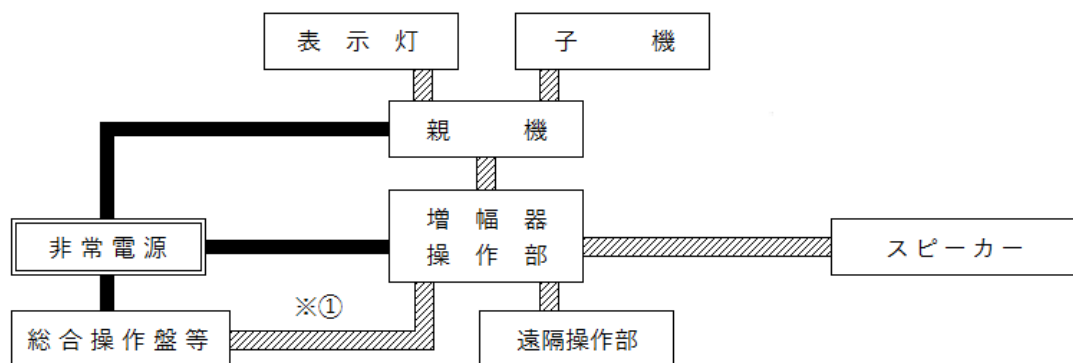 表示灯
子機
親機
増幅器
操作部
非常電源
スピーカー
※①
総合操作盤等
遠隔操作部